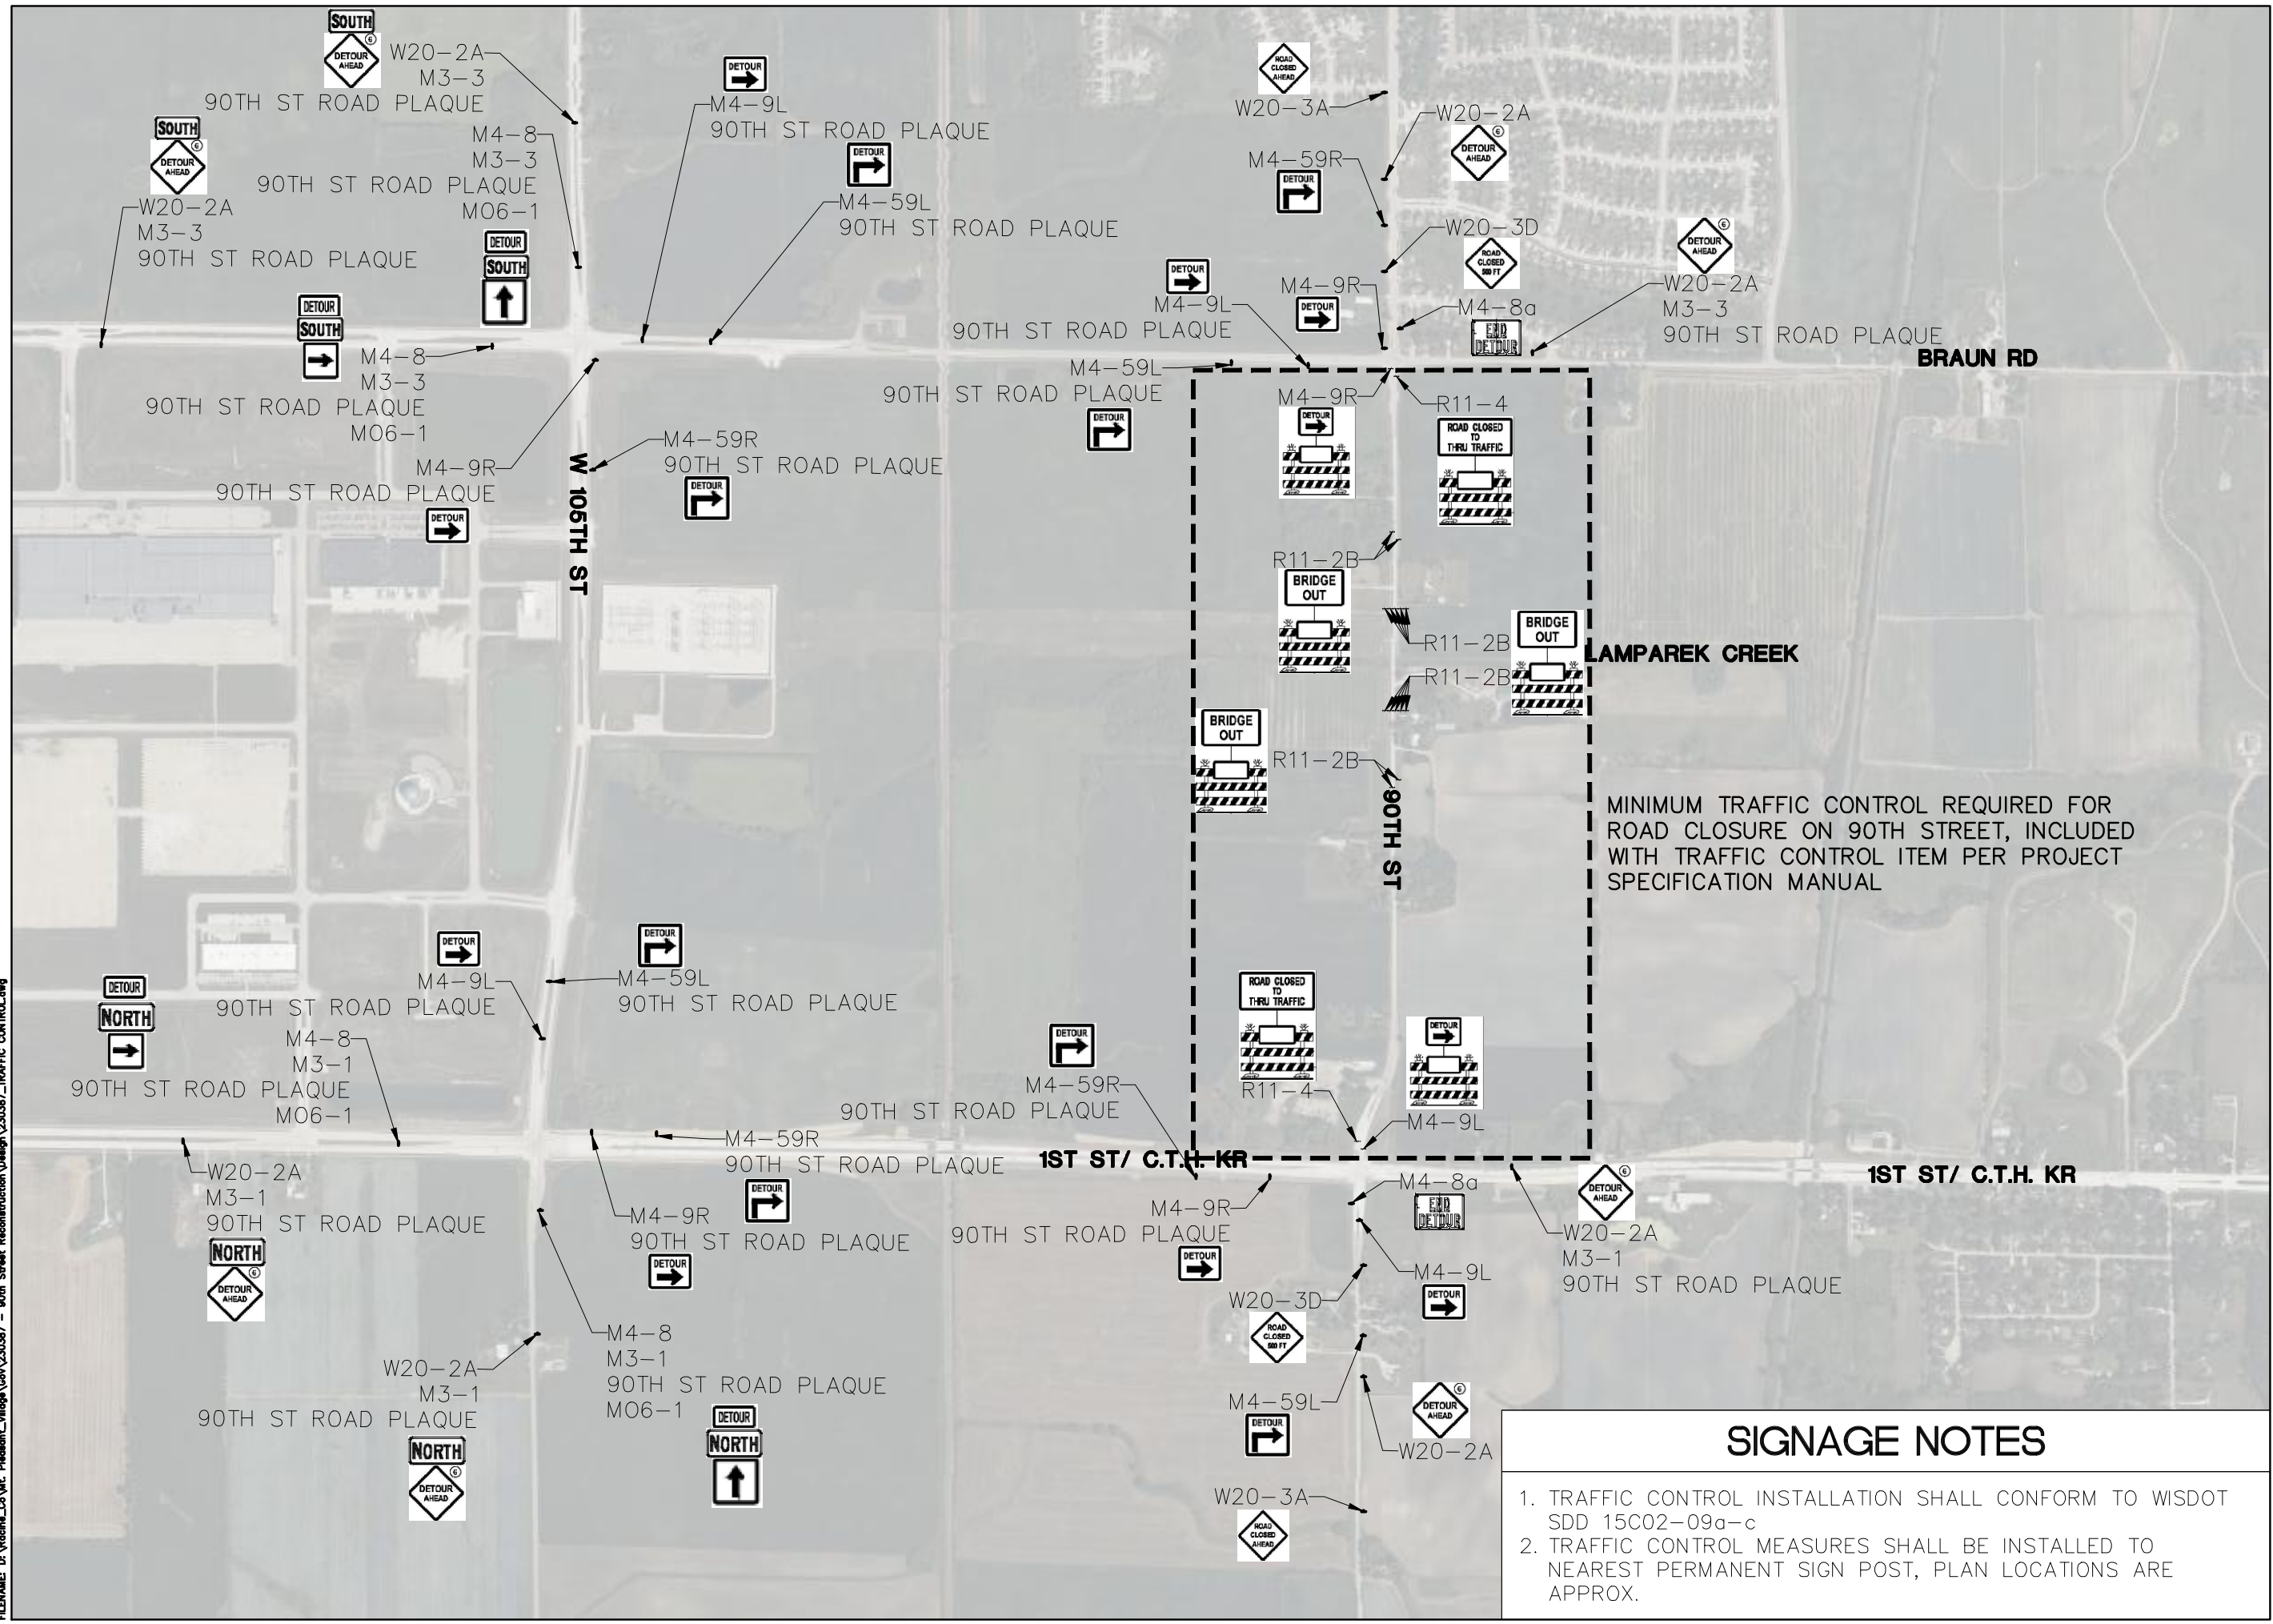 SOUTH
6
DETOUR
AHEAD
W20-2A
M3-3
90TH ST ROAD PLAQUE
SOUTH
6
DETOUR
AHEAD
W20-2A
M3-3
90TH ST ROAD PLAQUE
M4-8
M3-3
90TH ST ROAD PLAQUE
M06-1
DETOUR
SOUTH
DETOUR
SOUTH
M4-8
M3-3
90TH ST ROAD PLAQUE
M06-1
DETOUR
M4-9L
90TH ST ROAD PLAQUE
DETOUR
M4-59L
90TH ST ROAD PLAQUE
M4-9R
90TH ST ROAD PLAQUE
DETOUR
M4-59R
90TH ST ROAD PLAQUE
DETOUR
W 105TH ST
ROAD
CLOSED
AHEAD
W20-3A
W20-2A
6
DETOUR
AHEAD
M4-59R
DETOUR
W20-3D
ROAD
CLOSED
500 FT
6
DETOUR
AHEAD
W20-2A
M3-3
90TH ST ROAD PLAQUE
DETOUR
M4-9L
90TH ST ROAD PLAQUE
M4-9R
DETOUR
M4-8a
END
DETOUR
BRAUN RD
M4-59L
90TH ST ROAD PLAQUE
DETOUR
M4-9R
DETOUR
R11-4
ROAD CLOSED
TO
THRU TRAFFIC
R11-2B
BRIDGE
OUT
R11-2B
R11-2B
BRIDGE
OUT
LAMPAREK CREEK
BRIDGE
OUT
R11-2B
90TH ST
MINIMUM TRAFFIC CONTROL REQUIRED FOR
ROAD CLOSURE ON 90TH STREET, INCLUDED
WITH TRAFFIC CONTROL ITEM PER PROJECT
SPECIFICATION MANUAL
DETOUR
M4-9L
90TH ST ROAD PLAQUE
DETOUR
M4-59L
90TH ST ROAD PLAQUE
DETOUR
NORTH
M4-8
M3-1
90TH ST ROAD PLAQUE
M06-1
W20-2A
M3-1
90TH ST ROAD PLAQUE
NORTH
6
DETOUR
AHEAD
M4-59R
90TH ST ROAD PLAQUE
DETOUR
M4-9R
90TH ST ROAD PLAQUE
DETOUR
W20-2A
M3-1
90TH ST ROAD PLAQUE
NORTH
6
DETOUR
AHEAD
M4-8
M3-1
90TH ST ROAD PLAQUE
M06-1
DETOUR
NORTH
DETOUR
M4-59R
90TH ST ROAD PLAQUE
ROAD CLOSED
TO
THRU TRAFFIC
R11-4
DETOUR
M4-9L
1ST ST/ C.T.H. KR
1ST ST/ C.T.H. KR
M4-9R
90TH ST ROAD PLAQUE
DETOUR
M4-8a
END
DETOUR
6
DETOUR
AHEAD
W20-2A
M3-1
90TH ST ROAD PLAQUE
M4-9L
DETOUR
W20-3D
ROAD
CLOSED
500 FT
M4-59L
DETOUR
6
DETOUR
AHEAD
W20-2A
W20-3A
ROAD
CLOSED
AHEAD
SIGNAGE NOTES
1. TRAFFIC CONTROL INSTALLATION SHALL CONFORM TO WISDOT
SDD 15C02-09a-c
2. TRAFFIC CONTROL MEASURES SHALL BE INSTALLED TO
NEAREST PERMANENT SIGN POST, PLAN LOCATIONS ARE
APPROX.